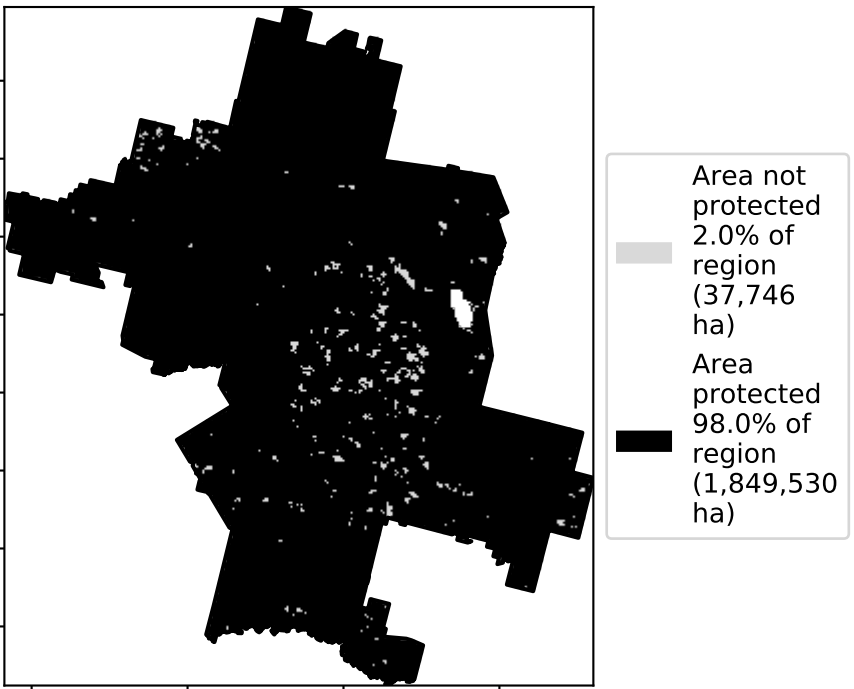 Area not
protected
2.0% of
region
(37,746
ha)
Area
protected
98.0% of
region
(1,849,530
ha)